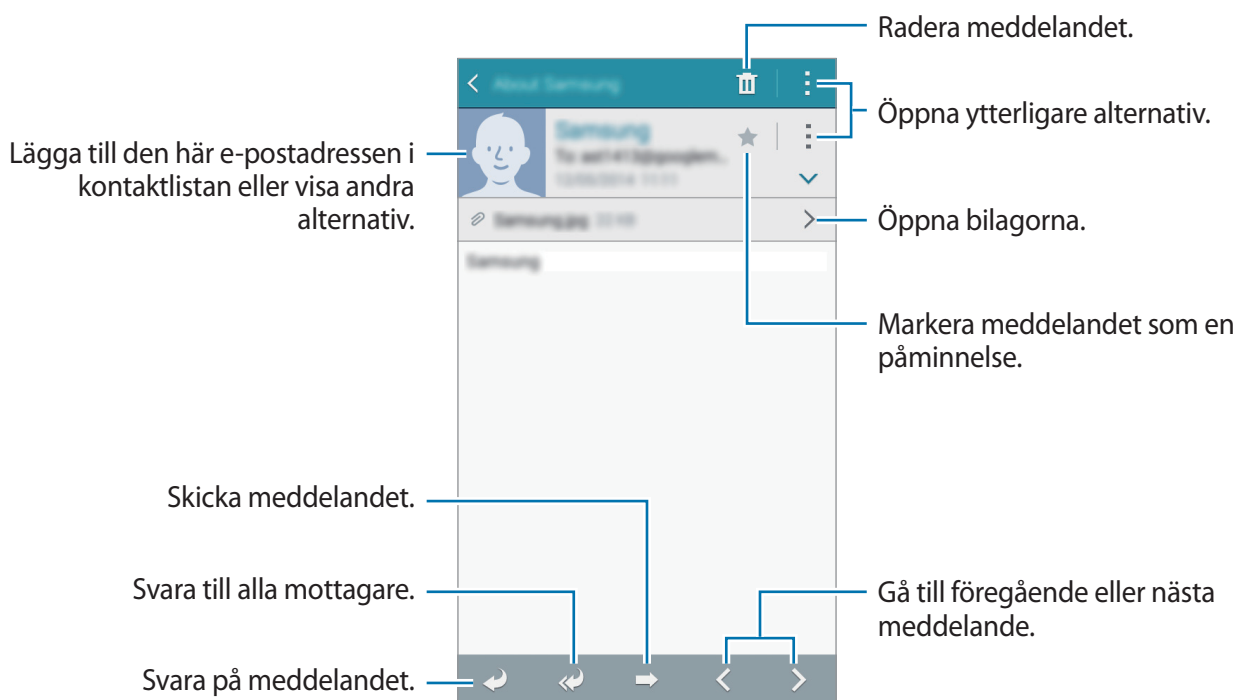 Radera meddelandet.
Öppna ytterligare alternativ.
Lägga till den här e-postadressen i
kontaktlistan eller visa andra
alternativ.
Öppna bilagorna.
Markera meddelandet som en
påminnelse.
Skicka meddelandet.
Svara till alla mottagare.
Gå till föregående eller nästa
meddelande.
Svara på meddelandet.
About Samsung
Samsung
Samsung.jpg
Samsung